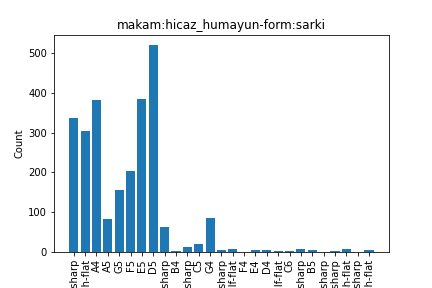 makam:hicaz_humayun-form:sarki
Count
500
400
300
200
100
0
sharp
h-flat
A4
A5
G5
F5
E5
D5
sharp
B4
sharp
C5
G4
sharp
lf-flat
F4
E4
D4
lf-flat
C6
sharp
B5
sharp
sharp
h-flat
sharp
h-flat